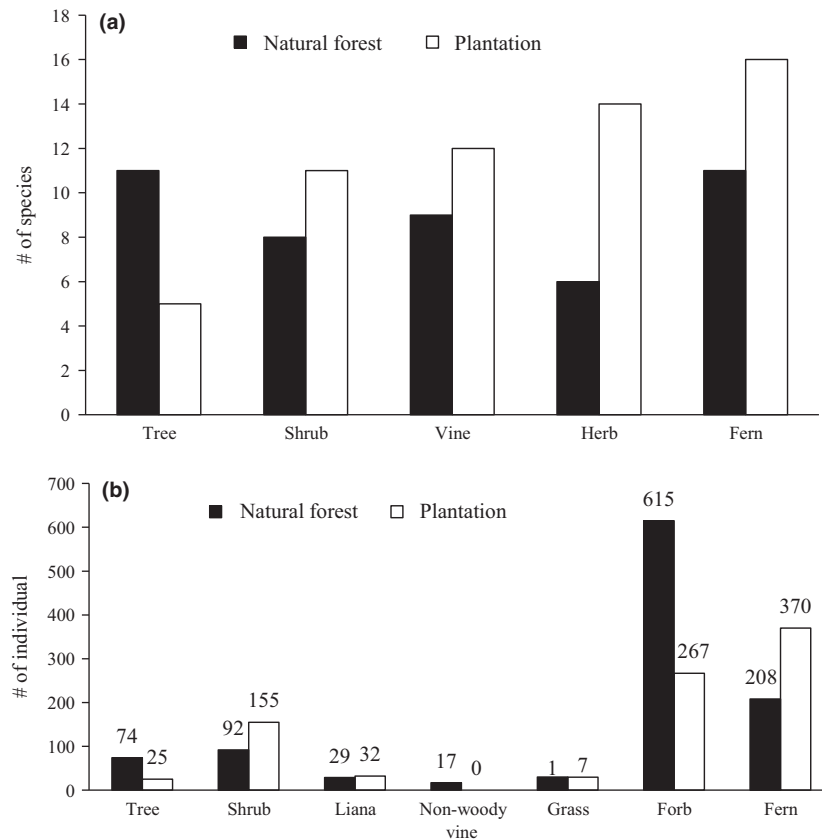 (a)
Natural forest Plantation
# of species
18
16
14
12
10
8
6
4
2
0
Tree Shrub Vine Herb Fern
(b)
Natural forest Plantation
# of individual
700
600
500
400
300
200
100
0
74 25 92 155 29 32 17 0 1 7 615 267 208 370
Tree Shrub Liana Non-woody Grass Forb Fern
vine